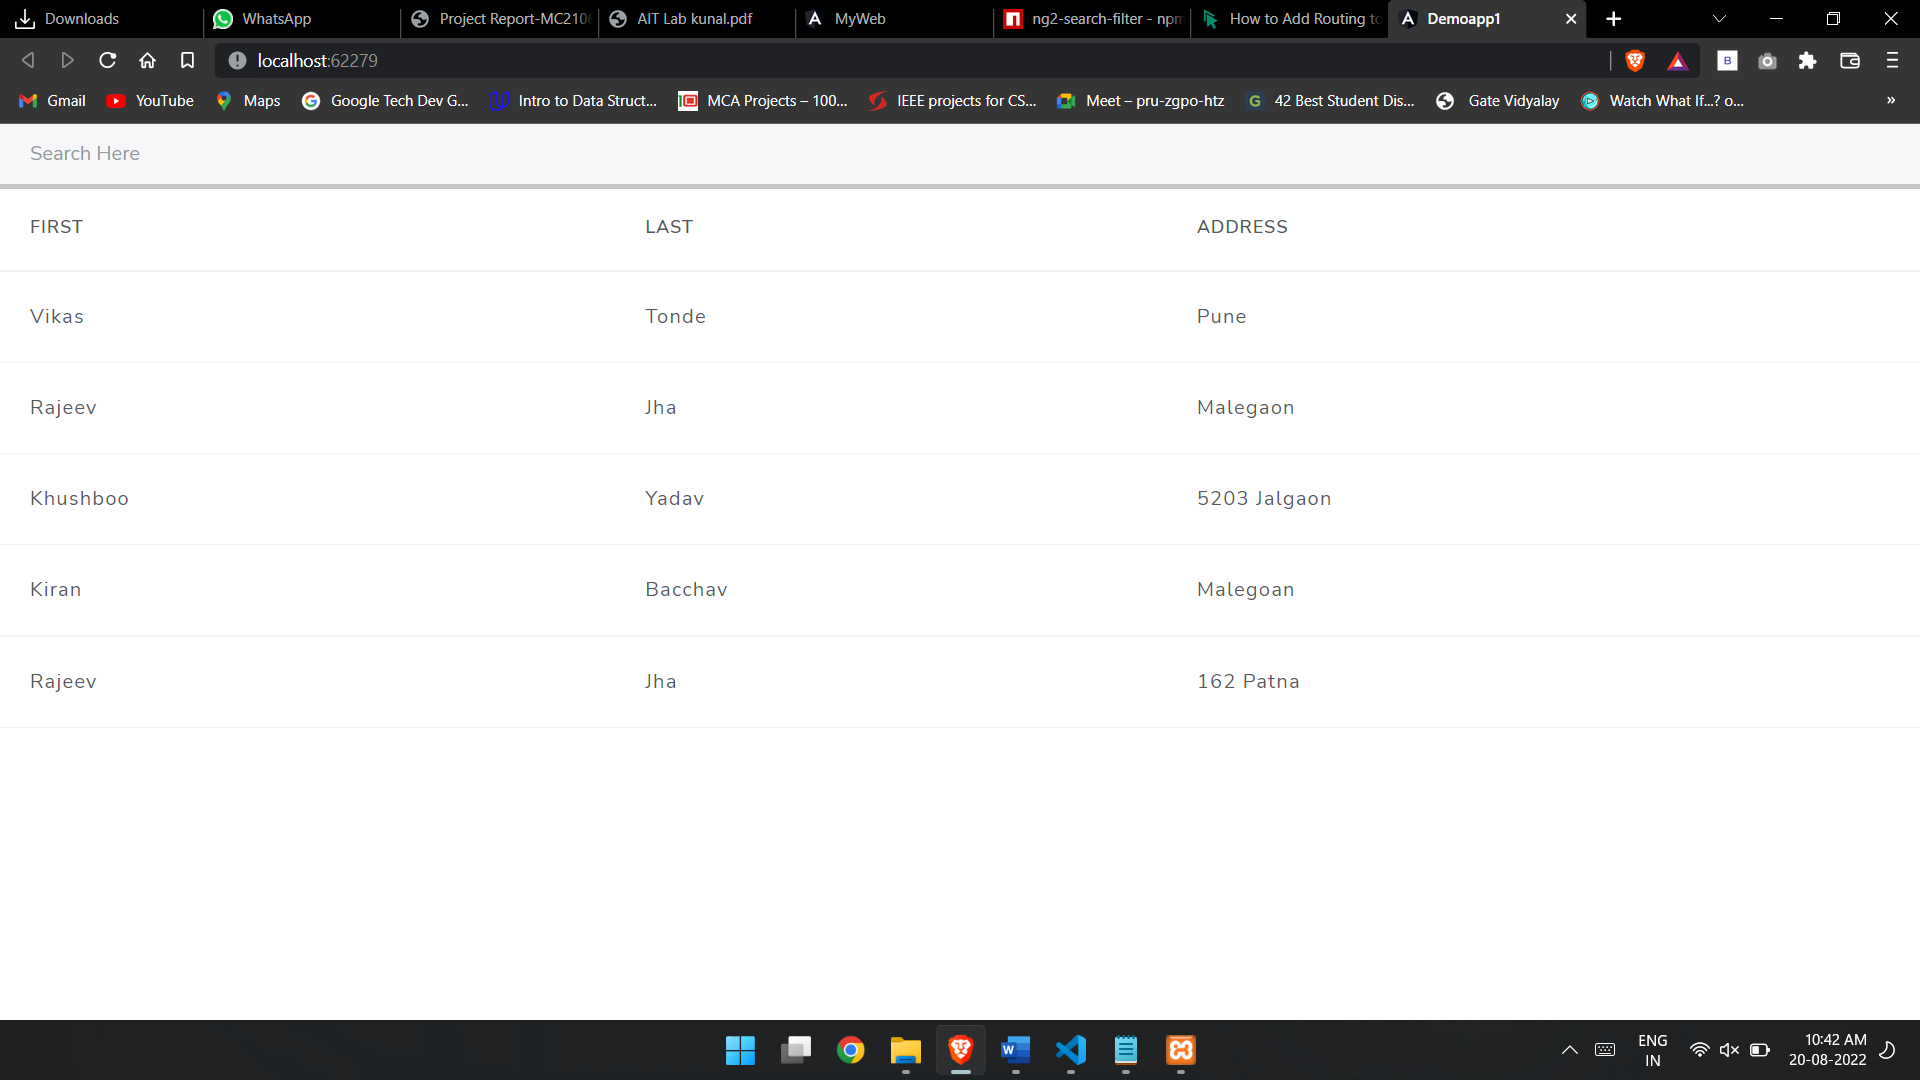 Downloads
WhatsApp
Project Report-MC210
AIT Lab kunal.pdf
MyWeb
ng2-search-filter - npm
How to Add Routing to
Demoapp1
localhost:62279
Gmail
YouTube
Maps
Google Tech Dev G...
Intro to Data Struct...
MCA Projects – 100...
IEEE projects for CS...
Meet – pru-zgpo-htz
42 Best Student Dis...
Gate Vidyalay
Watch What If...? o...
»
Search Here
FIRST LAST ADDRESS
Vikas Tonde Pune
Rajeev Jha Malegaon
Khushboo Yadav 5203 Jalgaon
Kiran Bacchav Malegoan
Rajeev Jha 162 Patna
ENG
IN
10:42 AM
20-08-2022